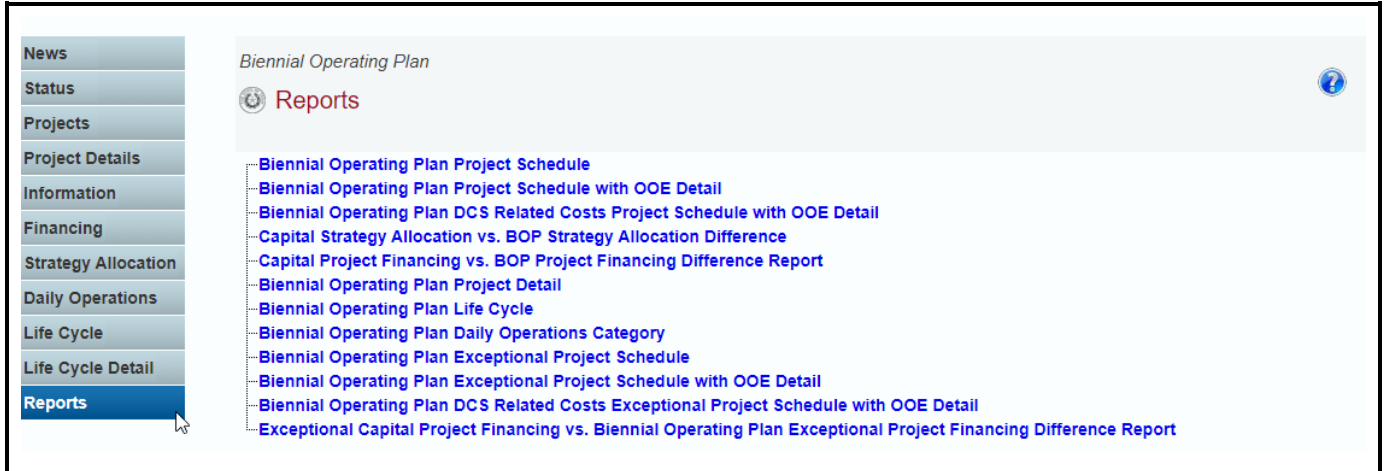 News
Status
Projects
Project Details
Information
Financing
Strategy Allocation
Daily Operations
Life Cycle
Life Cycle Detail
Reports
Biennial Operating Plan
Reports
?
Biennial Operating Plan Project Schedule
Biennial Operating Plan Project Schedule with OOE Detail
Biennial Operating Plan DCS Related Costs Project Schedule with OOE Detail
Capital Strategy Allocation vs. BOP Strategy Allocation Difference
Capital Project Financing vs. BOP Project Financing Difference Report
Biennial Operating Plan Project Detail
Biennial Operating Plan Life Cycle
Biennial Operating Plan Daily Operations Category
Biennial Operating Plan Exceptional Project Schedule
Biennial Operating Plan Exceptional Project Schedule with OOE Detail
Biennial Operating Plan DCS Related Costs Exceptional Project Schedule with OOE Detail
Exceptional Capital Project Financing vs. Biennial Operating Plan Exceptional Project Financing Difference Report